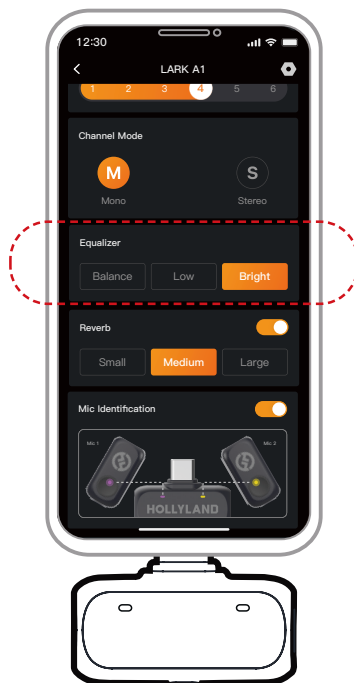 12:30
LARK A1
1 2 3 4 5 6
Channel Mode
M S
Mono Stereo
Equalizer
Balance Low Bright
Reverb
Small Medium Large
Mic Identification
Mic 1 Mic 2
HOLLYLAND